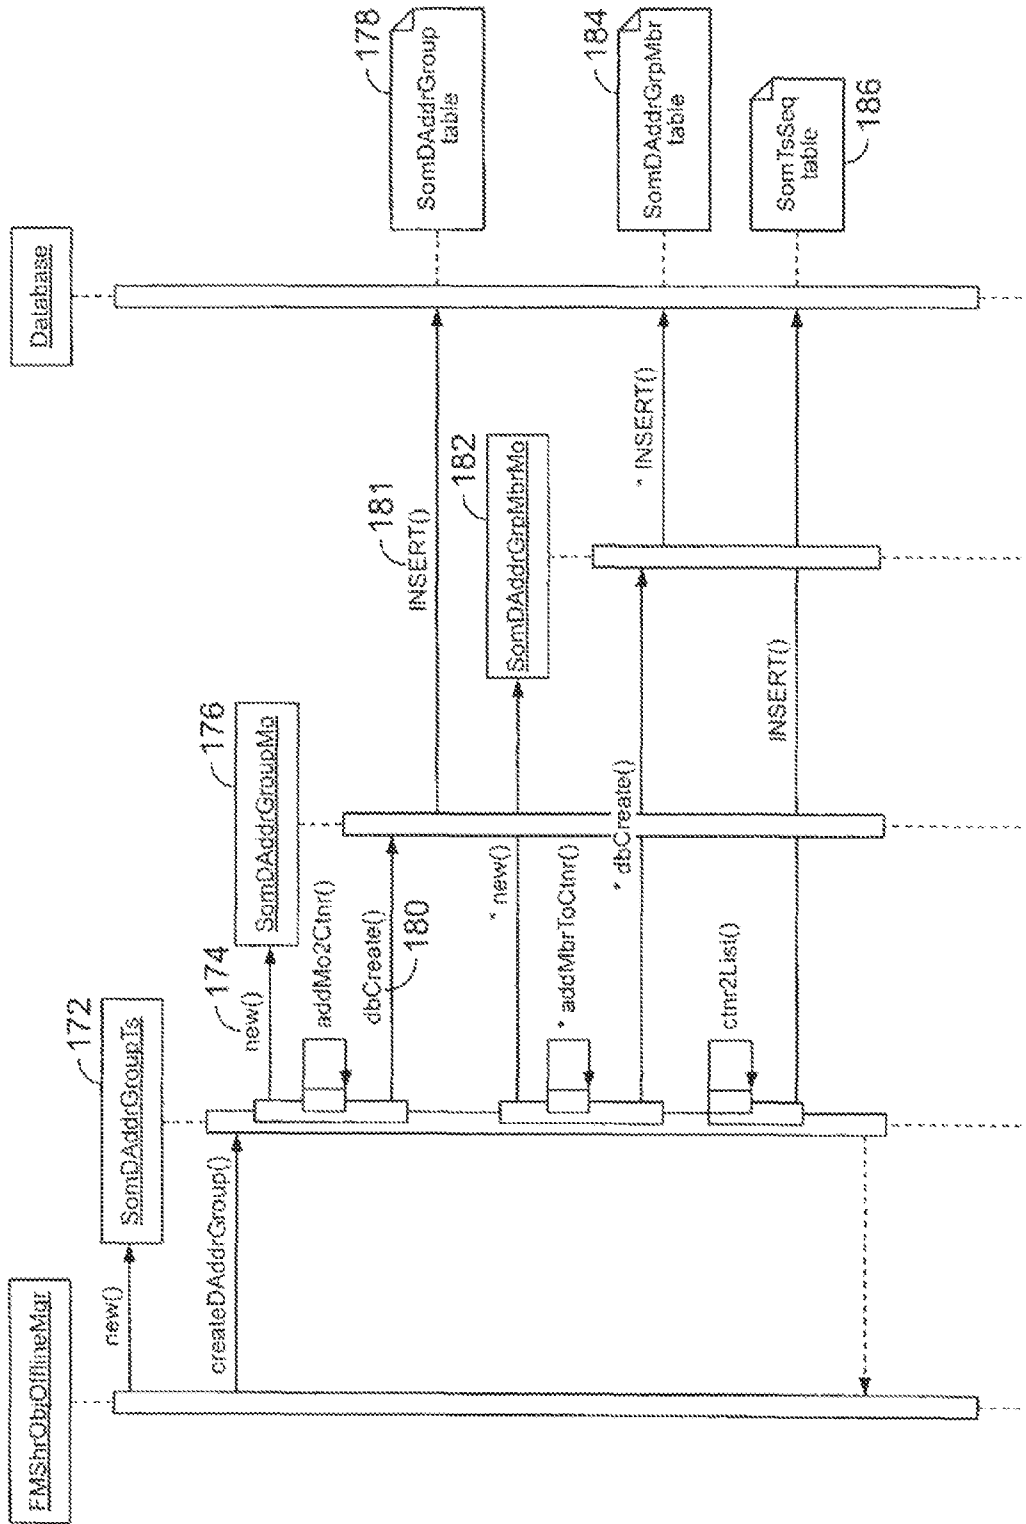 FMShrObjOfflineMgr
Database
new()
172
SomDAddrGroupTs
createDAddrGroup()
174
new()
176
SomDAddrGroupMo
addMo2Ctnr()
dbCreate()
180
181
INSERT()
178
SomDAddrGroup
table
182
SomDAddrGrpMbrMo
* new()
* addMbrToCtnr()
* dbCreate()
* INSERT()
184
SomDAddrGrpMbr
table
ctnr2List()
INSERT()
SomTsSeq
table
186